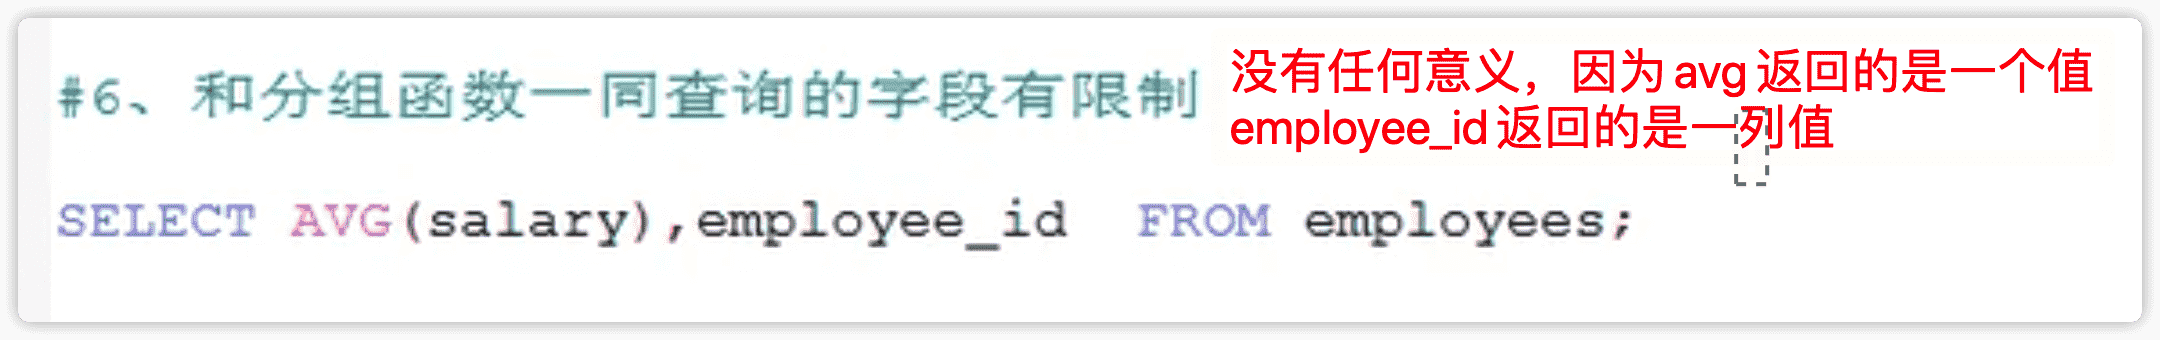 #6、和分组函数一同查询的字段有限制
没有任何意义，因为avg返回的是一个值
employee_id返回的是一列值
SELECT AVG(salary),employee_id  FROM employees;